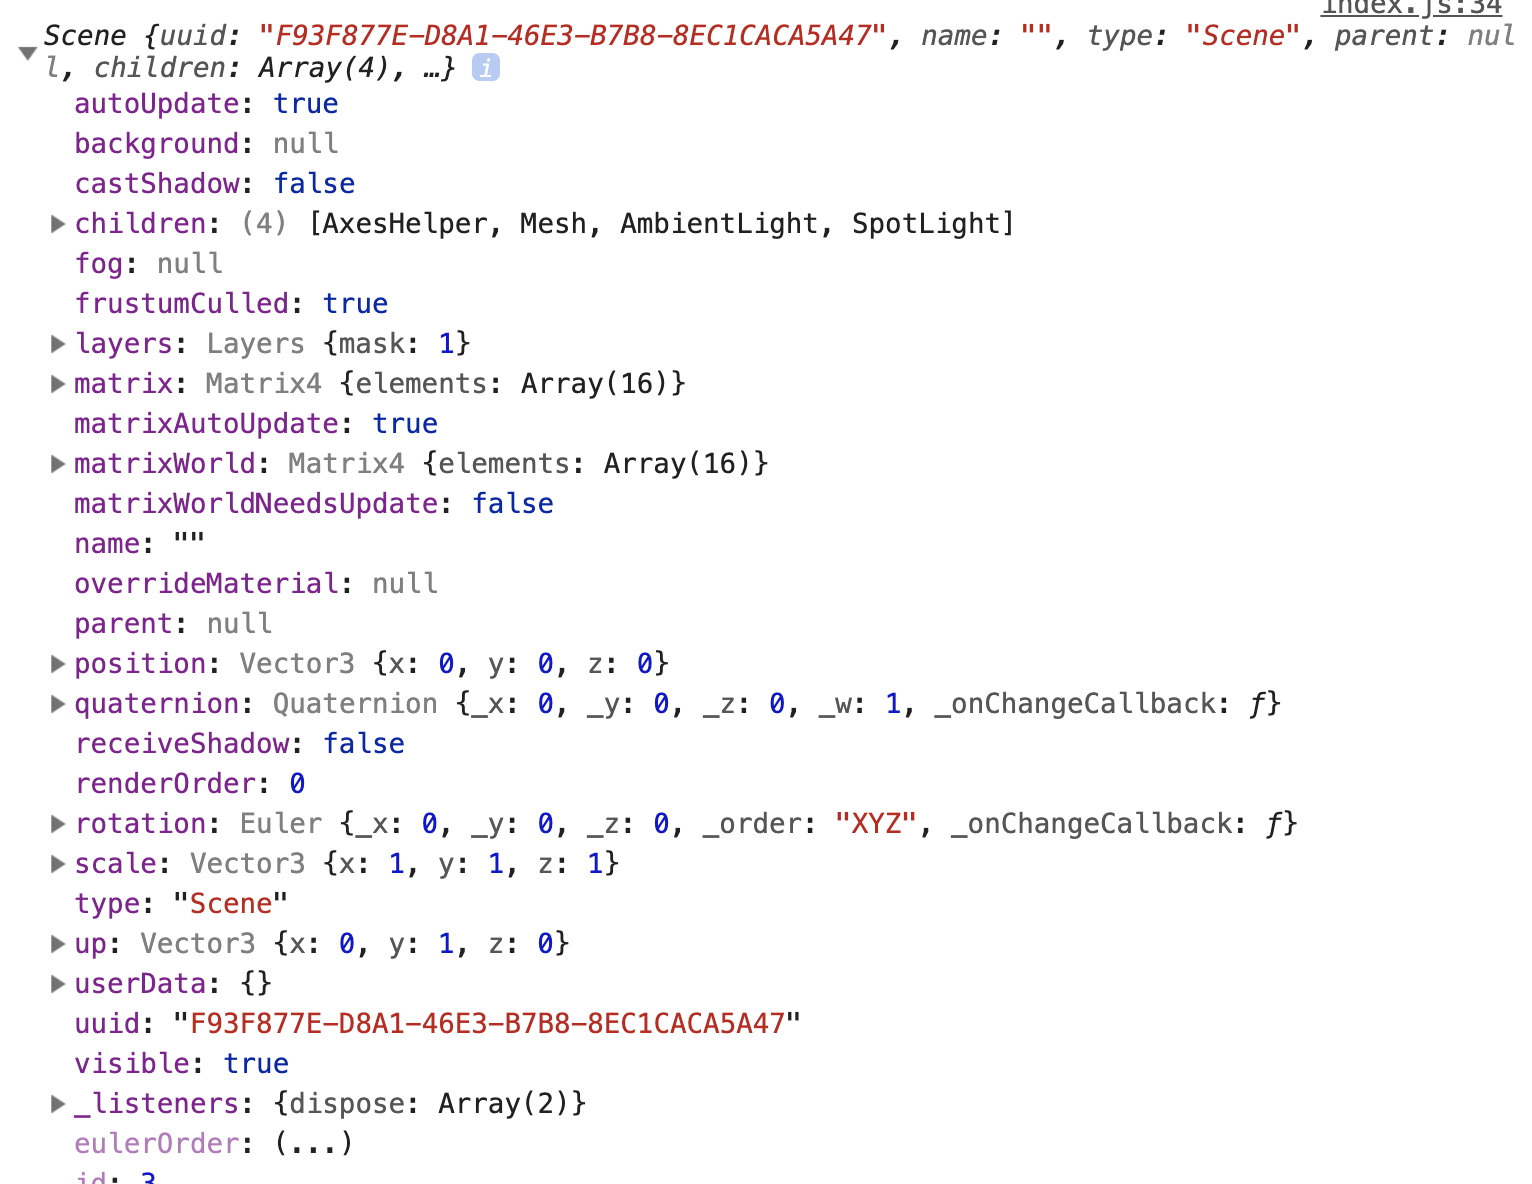 index.js:34
Scene {uuid: "F93F877E-D8A1-46E3-B7B8-8EC1CACA5A47", name: "", type: "Scene", parent: nul
l, children: Array(4), …} i
autoUpdate: true
background: null
castShadow: false
children: (4) [AxesHelper, Mesh, AmbientLight, SpotLight]
fog: null
frustumCulled: true
layers: Layers {mask: 1}
matrix: Matrix4 {elements: Array(16)}
matrixAutoUpdate: true
matrixWorld: Matrix4 {elements: Array(16)}
matrixWorldNeedsUpdate: false
name: ""
overrideMaterial: null
parent: null
position: Vector3 {x: 0, y: 0, z: 0}
quaternion: Quaternion {_x: 0, _y: 0, _z: 0, _w: 1, _onChangeCallback: ƒ}
receiveShadow: false
renderOrder: 0
rotation: Euler {_x: 0, _y: 0, _z: 0, _order: "XYZ", _onChangeCallback: ƒ}
scale: Vector3 {x: 1, y: 1, z: 1}
type: "Scene"
up: Vector3 {x: 0, y: 1, z: 0}
userData: {}
uuid: "F93F877E-D8A1-46E3-B7B8-8EC1CACA5A47"
visible: true
_listeners: {dispose: Array(2)}
eulerOrder: (...)
id: 3